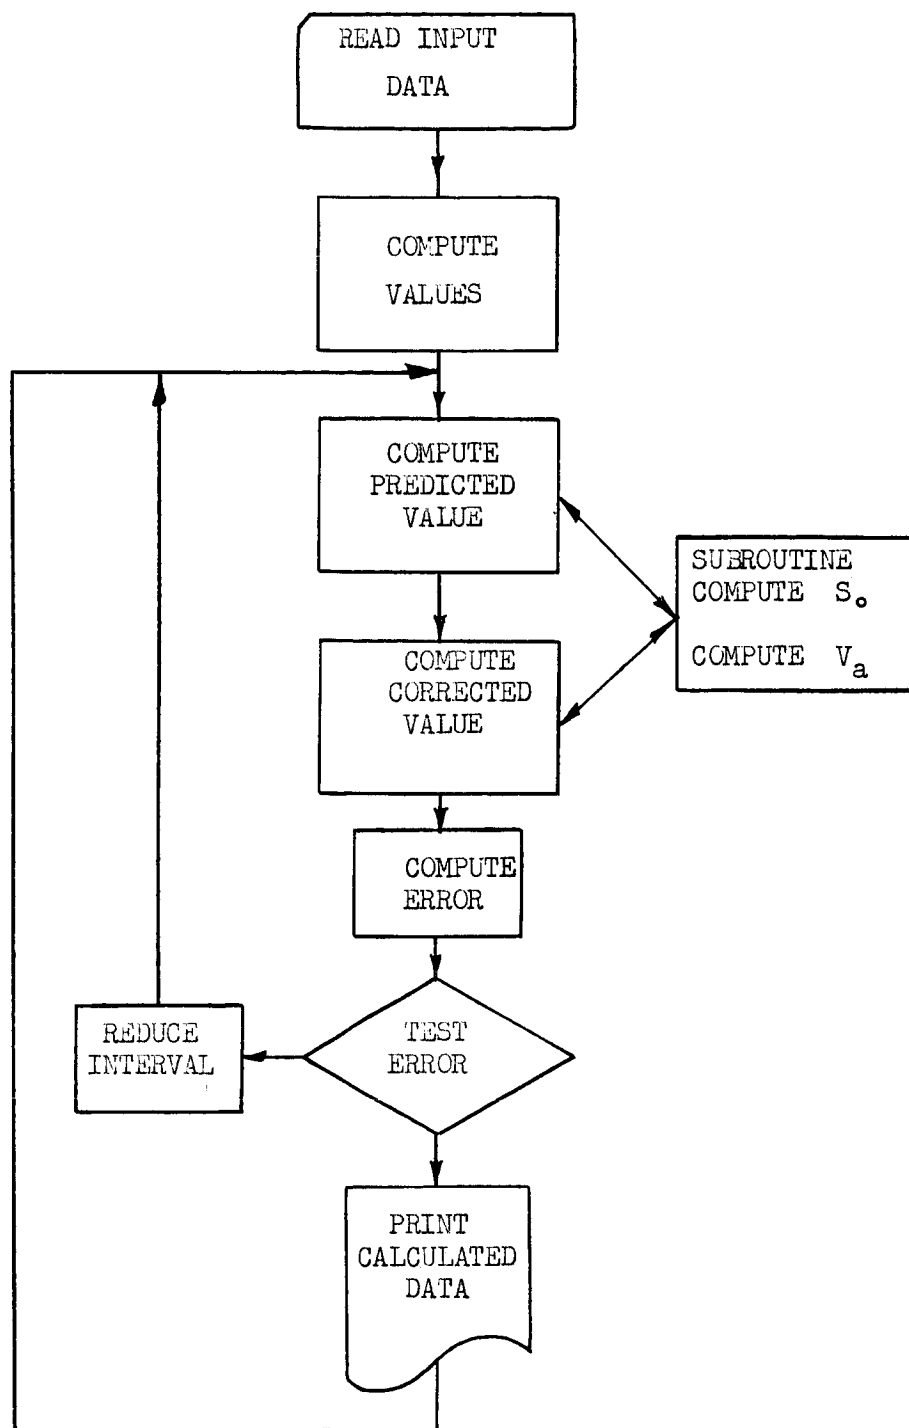 READ INPUT
DATA
COMPUTE
VALUES
COMPUTE
PREDICTED
VALUE
SUBROUTINE
COMPUTE S₀
COMPUTE Vₐ
COMPUTE
CORRECTED
VALUE
COMPUTE
ERROR
TEST
ERROR
REDUCE
INTERVAL
PRINT
CALCULATED
DATA